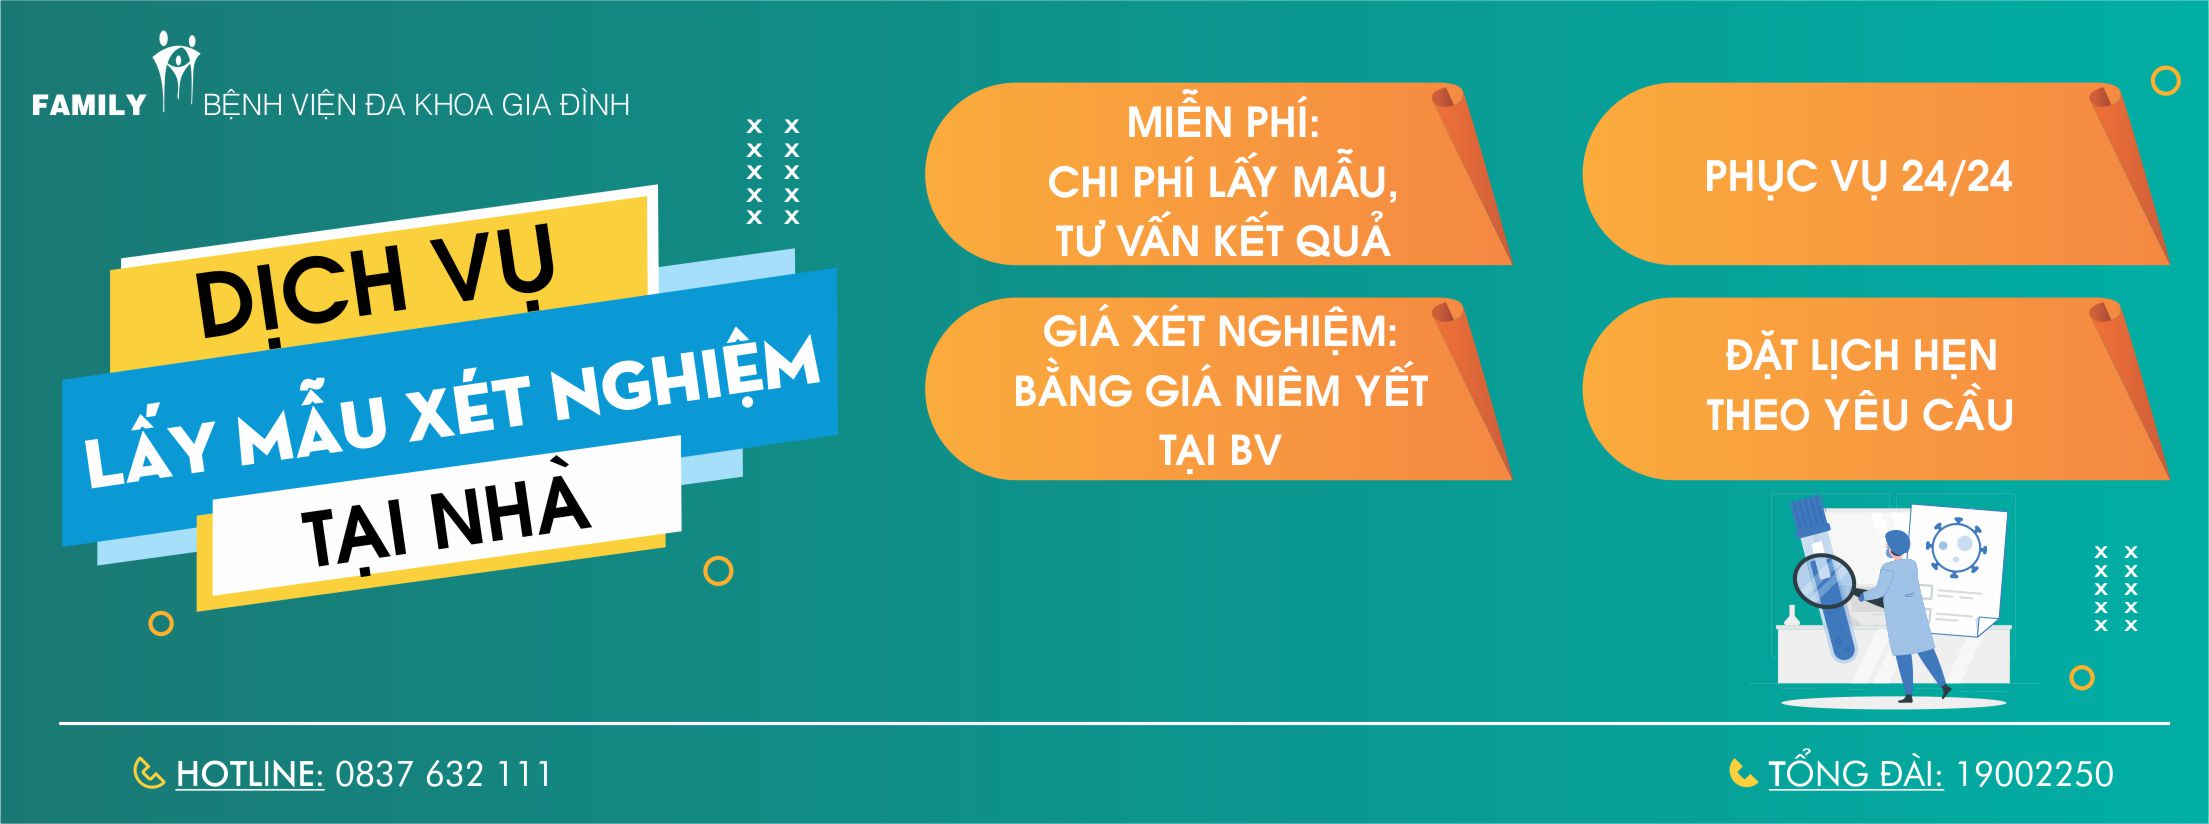 FAMILY BỆNH VIỆN ĐA KHOA GIA ĐÌNH
DỊCH VỤ
LẤY MẪU XÉT NGHIỆM
TẠI NHÀ
x x
x x
x x
x x
x x
MIỄN PHÍ:
CHI PHÍ LẤY MẪU,
TƯ VẤN KẾT QUẢ
PHỤC VỤ 24/24
GIÁ XÉT NGHIỆM:
BẰNG GIÁ NIÊM YẾT
TẠI BV
ĐẶT LỊCH HẸN
THEO YÊU CẦU
x x
x x
x x
x x
x x
HOTLINE: 0837 632 111
TỔNG ĐÀI: 19002250